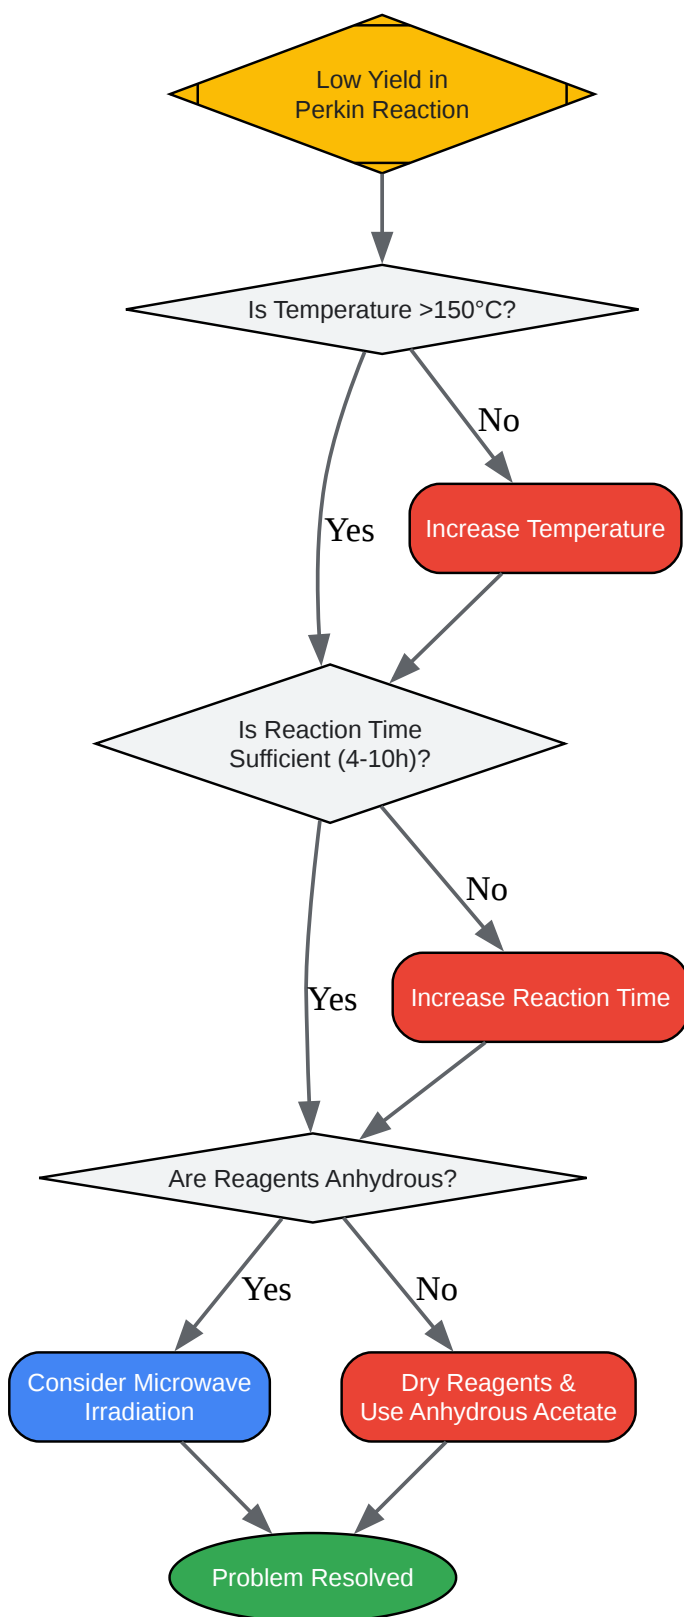 Low Yield in
Perkin Reaction
Is Temperature >150°C?
No
Yes
Increase Temperature
Is Reaction Time
Sufficient (4-10h)?
No
Yes
Increase Reaction Time
Are Reagents Anhydrous?
Yes
No
Consider Microwave
Irradiation
Dry Reagents &
Use Anhydrous Acetate
Problem Resolved